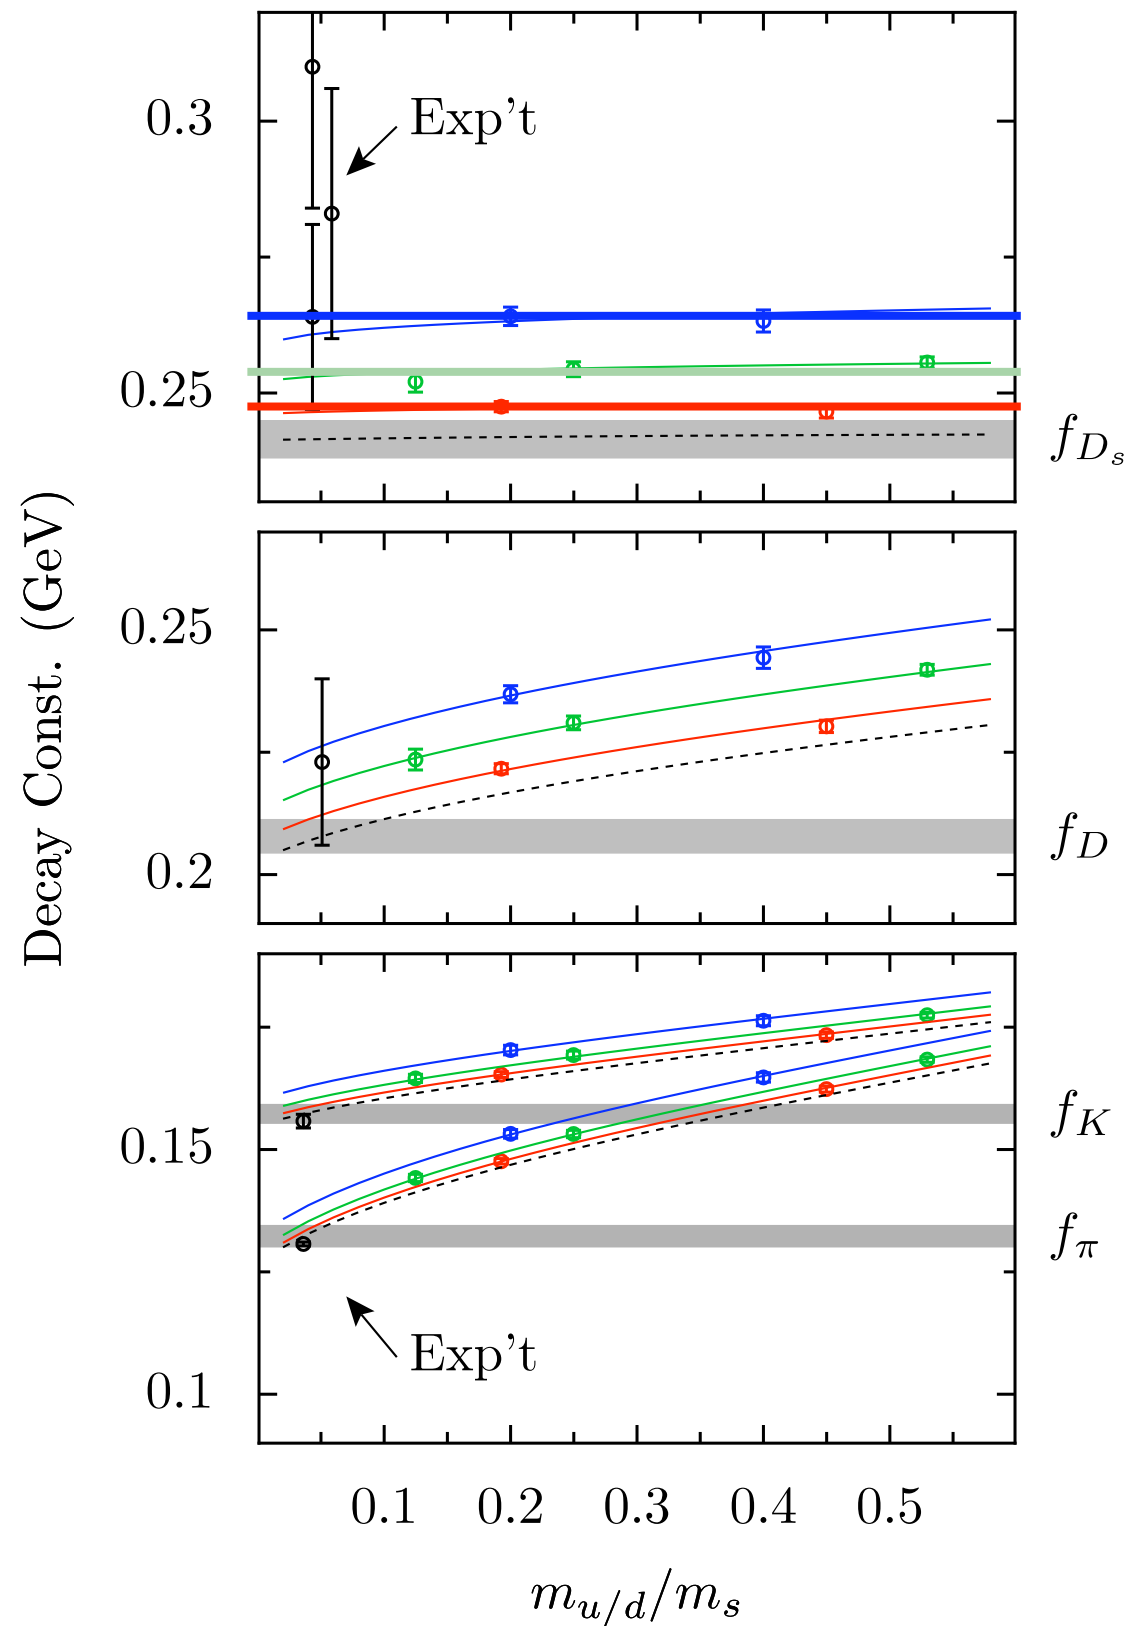 Decay Const. (GeV)
0.3
Exp't
0.25
f_{D_s}
0.25
0.2
f_D
0.15
f_K
f_π
Exp't
0.1
0.1 0.2 0.3 0.4 0.5
m_{u/d}/m_s